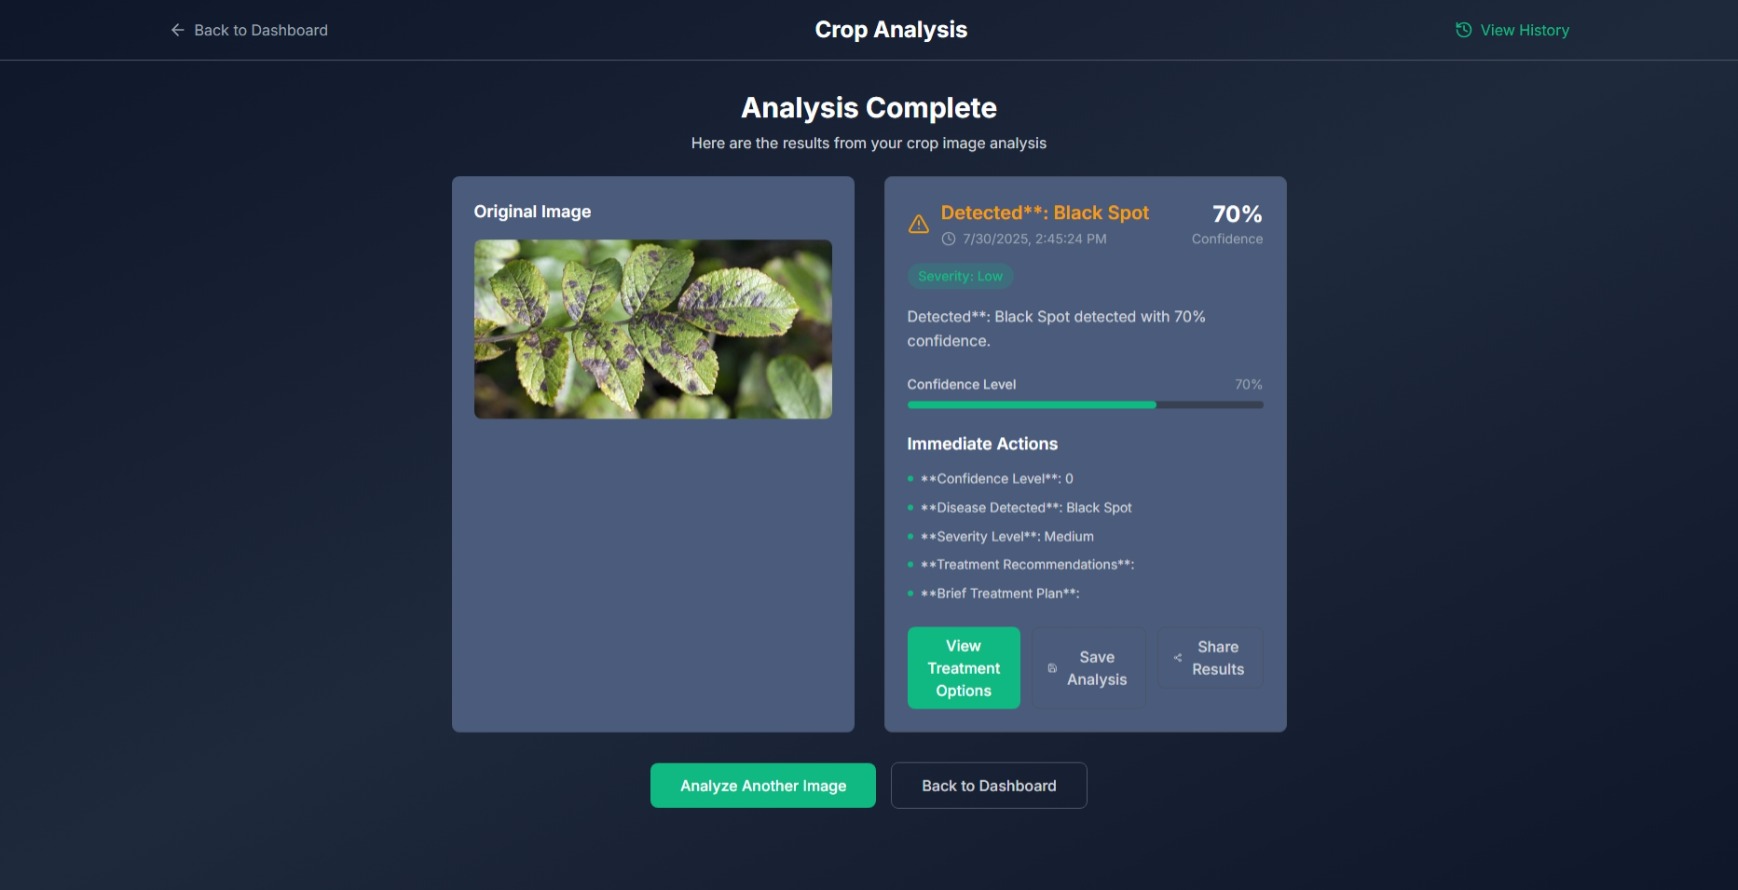 Back to Dashboard
Crop Analysis
View History
Analysis Complete
Here are the results from your crop image analysis
Original Image
Detected**: Black Spot
70%
7/30/2025, 2:45:24 PM
Confidence
Severity: Low
Detected**: Black Spot detected with 70%
confidence.
Confidence Level
70%
Immediate Actions
**Confidence Level**: 0
**Disease Detected**: Black Spot
**Severity Level**: Medium
**Treatment Recommendations**:
**Brief Treatment Plan**:
View
Treatment
Options
Save
Analysis
Share
Results
Analyze Another Image
Back to Dashboard